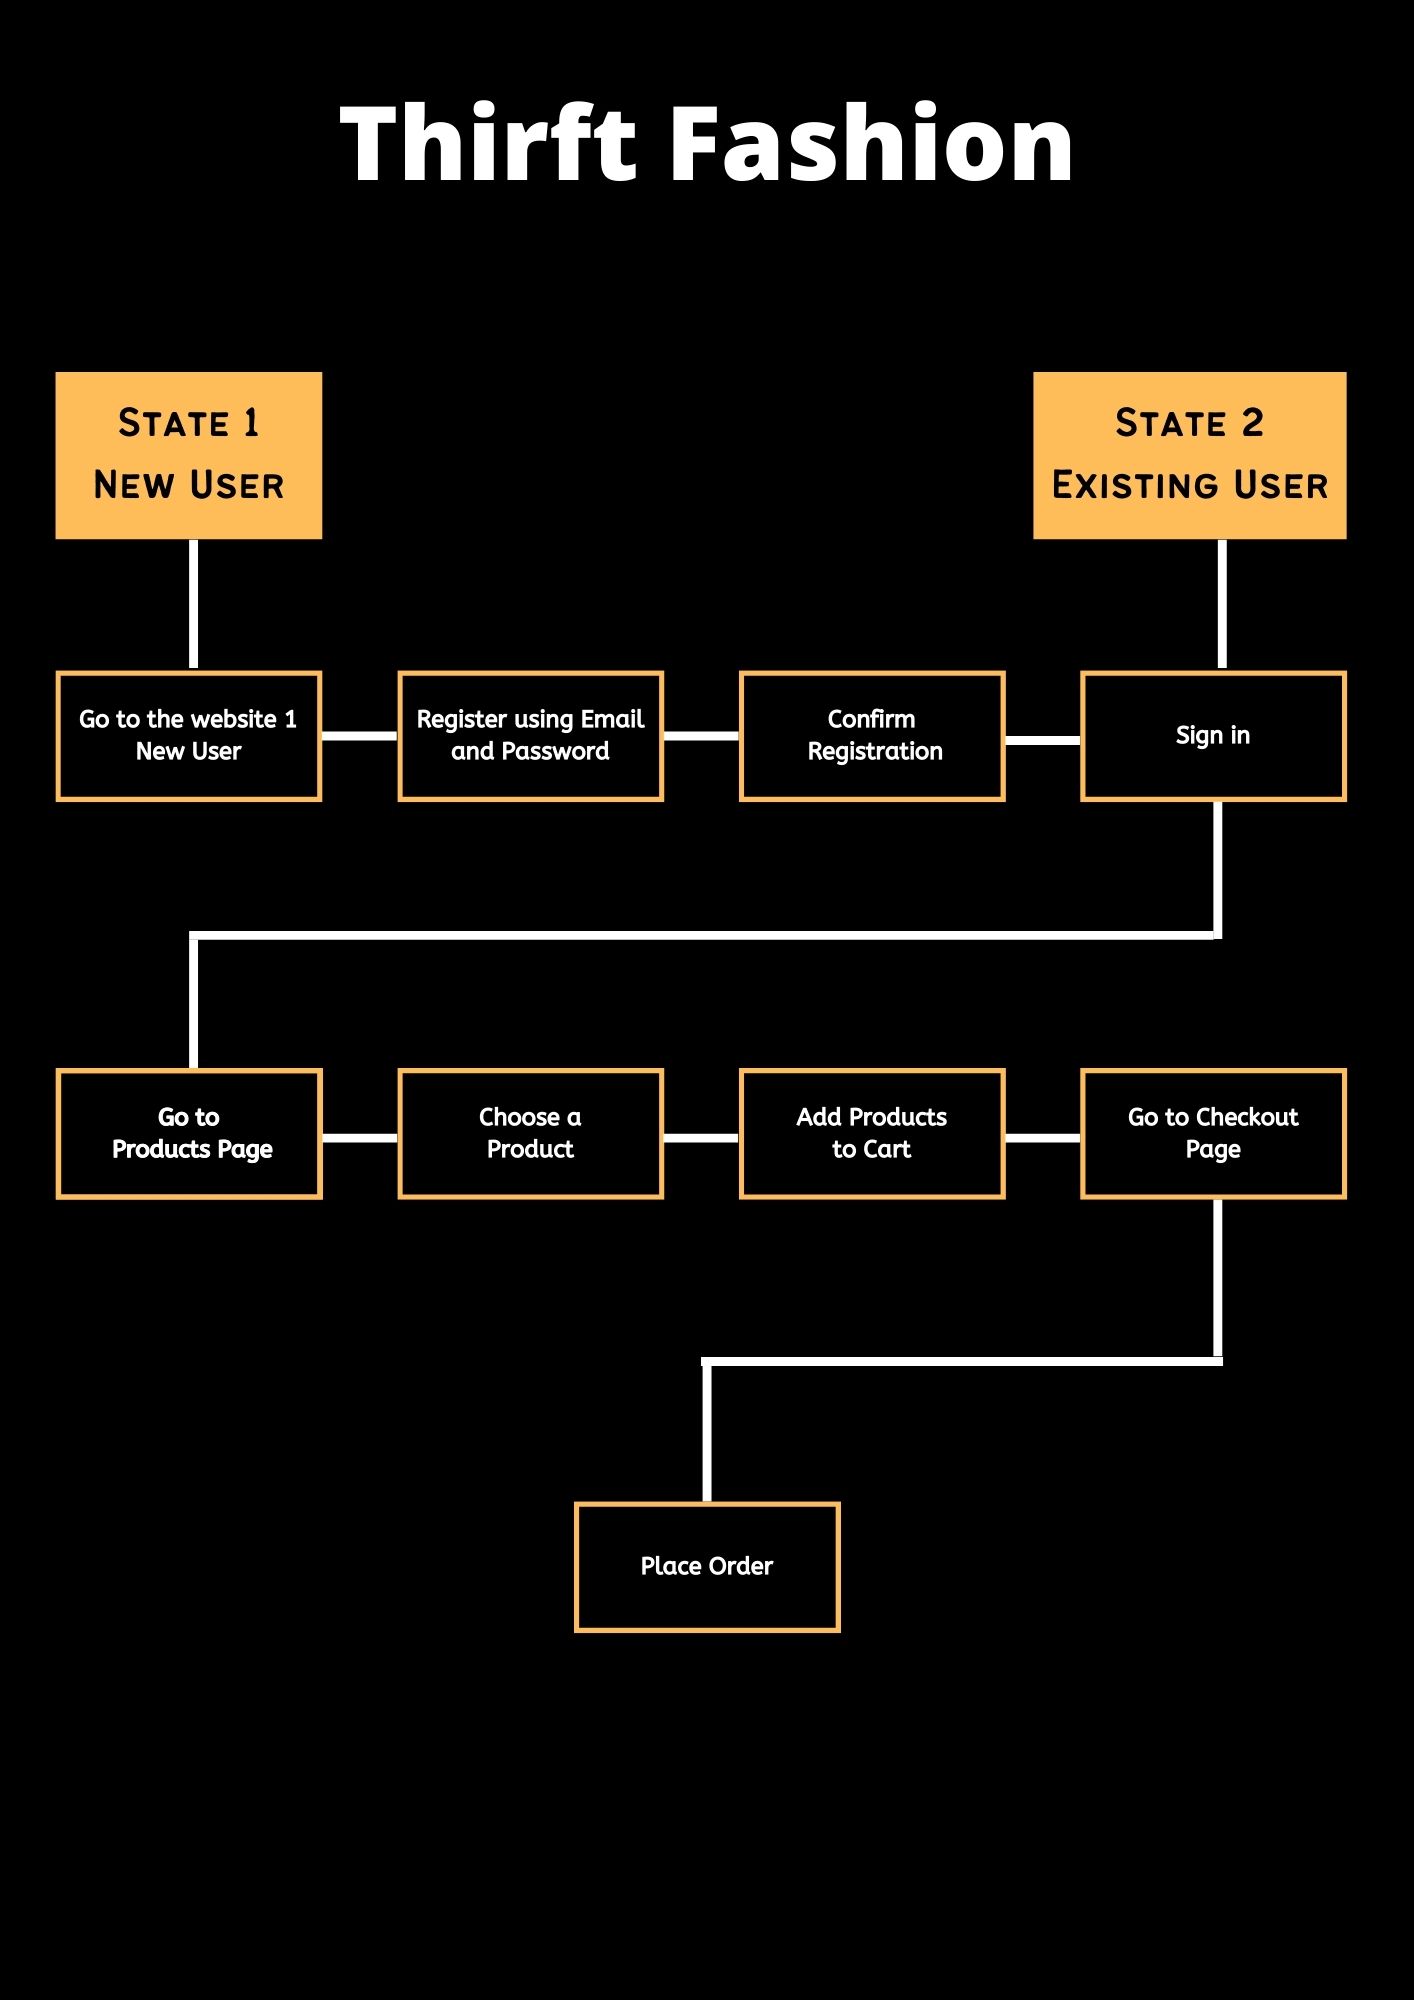 Thirft Fashion
State 1
New User
State 2
Existing User
Go to the website 1
New User
Register using Email
and Password
Confirm
Registration
Sign in
Go to
Products Page
Choose a
Product
Add Products
to Cart
Go to Checkout
Page
Place Order